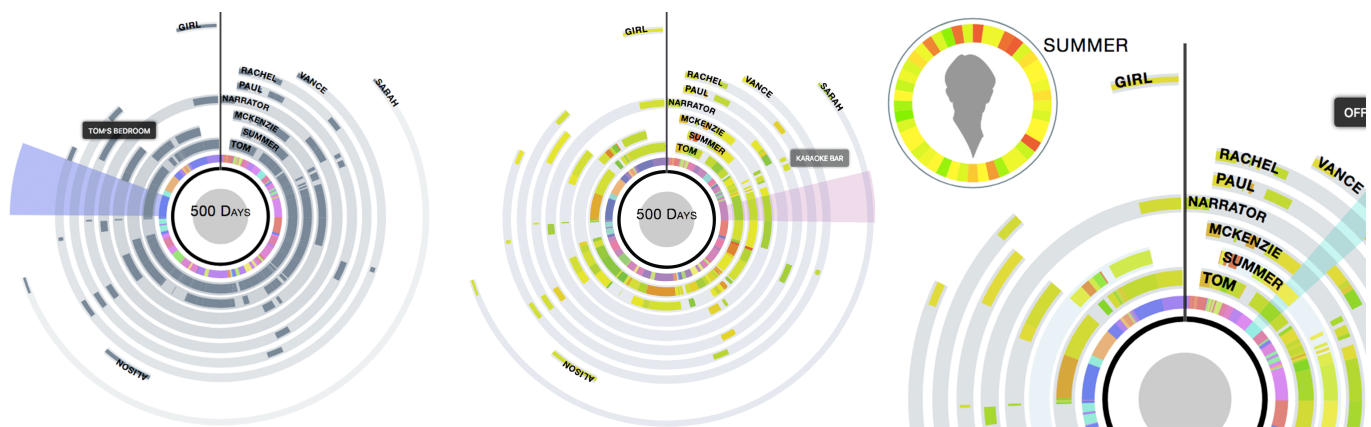 GIRL
RACHEL
VANCE
PAUL
SARAH
NARRATOR
MCKENZIE
TOM'S BEDROOM
SUMMER
TOM
500 DAYS
ALISON
GIRL
RACHEL
VANCE
PAUL
SARAH
NARRATOR
MCKENZIE
SUMMER
TOM
KARAOKE BAR
500 DAYS
ALISON
SUMMER
GIRL
OFF
RACHEL
VANCE
PAUL
NARRATOR
MCKENZIE
SUMMER
TOM